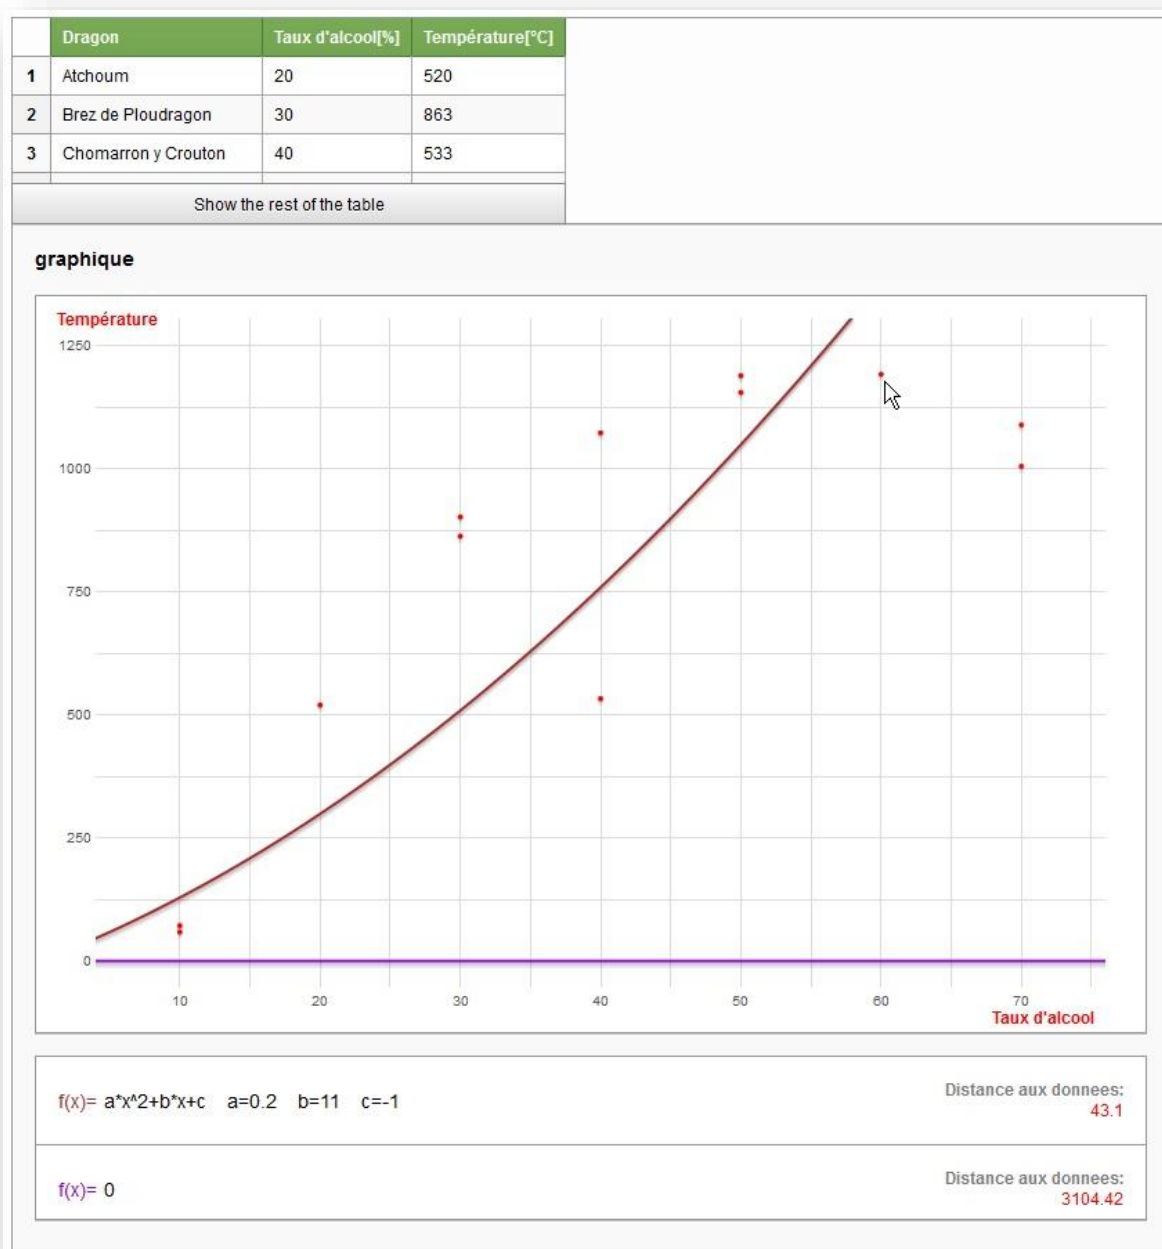 Dragon Taux d'alcool[%] Température[°C]
1 Atchoum 20 520
2 Brez de Ploudragon 30 863
3 Chomarron y Crouton 40 533
Show the rest of the table
graphique
Température
1250
1000
750
500
250
0
10 20 30 40 50 60 70
Taux d'alcool
f(x)= a*x^2+b*x+c a=0.2 b=11 c=-1
Distance aux donnees:
43.1
f(x)= 0
Distance aux donnees:
3104.42